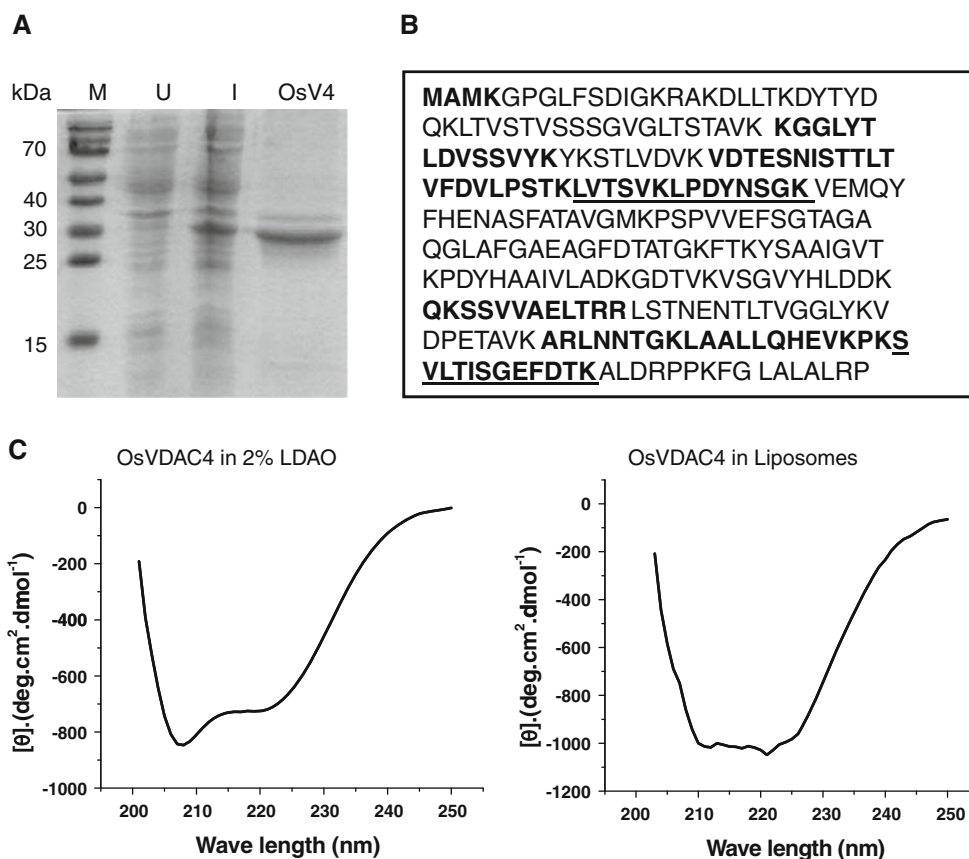 A
kDa M U I OsV4
70
40
30
25
15
B
MAMKGPGLFSDIGKRAKDLLTKDYTYD
QKLTVSTVSSSGVGLTSTAVK KGGLYT
LDVSSVYKYKSTLVDVK VDTESNISTTLT
VFDVLPSTKLVTSVKLPDYNSGK VEMQY
FHENASFATAVGMKPSPVVEFSGTAGA
QGLAFGAEAGFDTATGKFTKYSAAIGVT
KPDYHAAIVLADKGDTVKVSGVYHLDDK
QKSSVVAELTRR LSTNENTLTVGGLYKV
DPETAVK ARLNNTGKLAALLQHEVKPKS
VLTISGEFDTKALDRPPKFG LALALRP
C
OsVDAC4 in 2% LDAO
[θ].(deg.cm².dmol⁻¹)
0
-200
-400
-600
-800
-1000
200 210 220 230 240 250
Wave length (nm)
OsVDAC4 in Liposomes
[θ].(deg.cm².dmol⁻¹)
0
-200
-400
-600
-800
-1000
-1200
200 210 220 230 240 250
Wave length (nm)